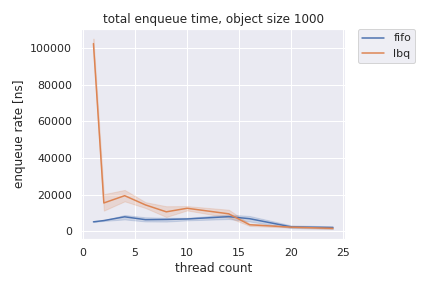 total enqueue time, object size 1000
fifo
lbq
enqueue rate [ns]
100000
80000
60000
40000
20000
0
0 5 10 15 20 25
thread count